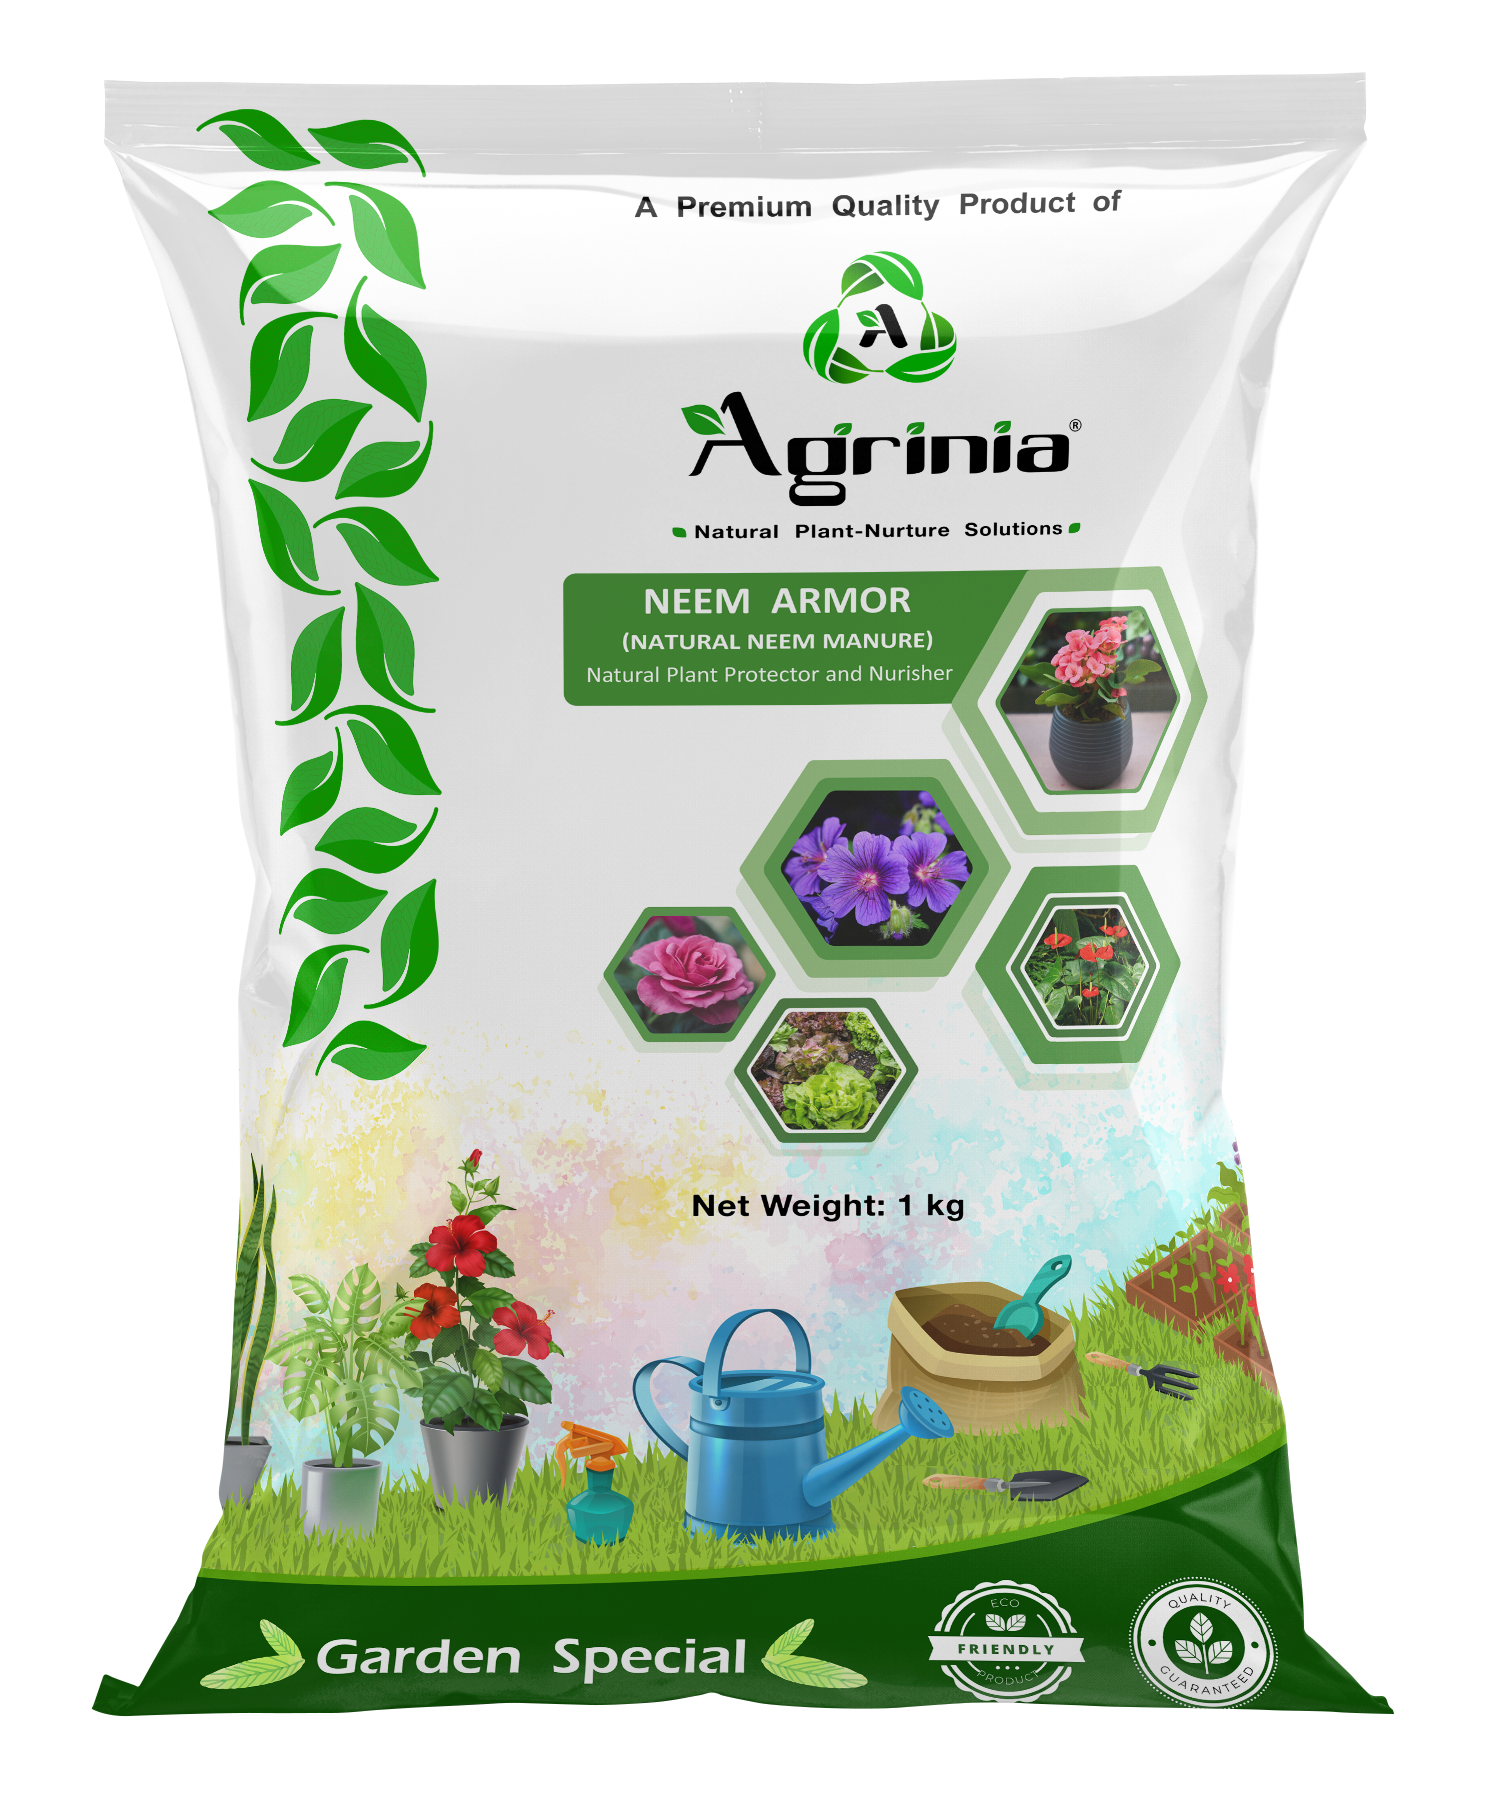 A Premium Quality Product of
A
Agrinia®
Natural Plant-Nurture Solutions
NEEM ARMOR
(NATURAL NEEM MANURE)
Natural Plant Protector and Nurisher
Net Weight: 1 kg
Garden Special
ECO
FRIENDLY
PRODUCT
QUALITY
GUARANTEED